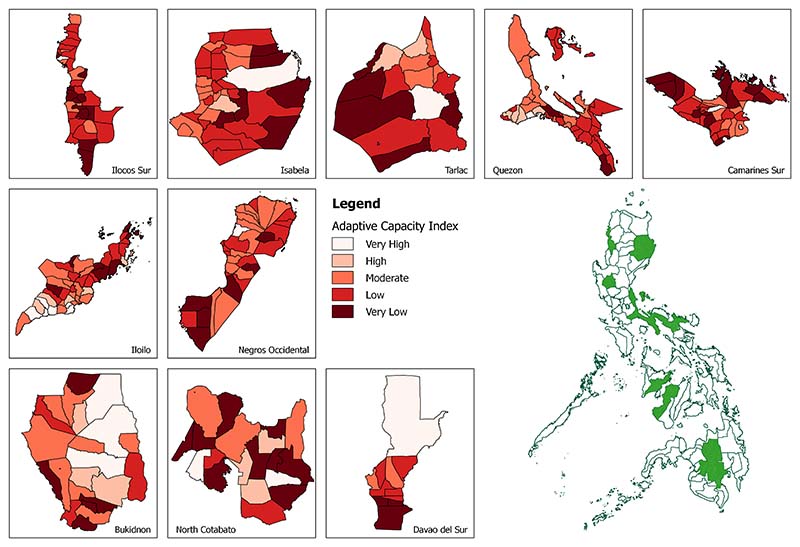 Ilocos Sur
Isabela
Tarlac
Quezon
Camarines Sur
Iloilo
Negros Occidental
Legend
Adaptive Capacity Index
Very High
High
Moderate
Low
Very Low
Bukidnon
North Cotabato
Davao del Sur